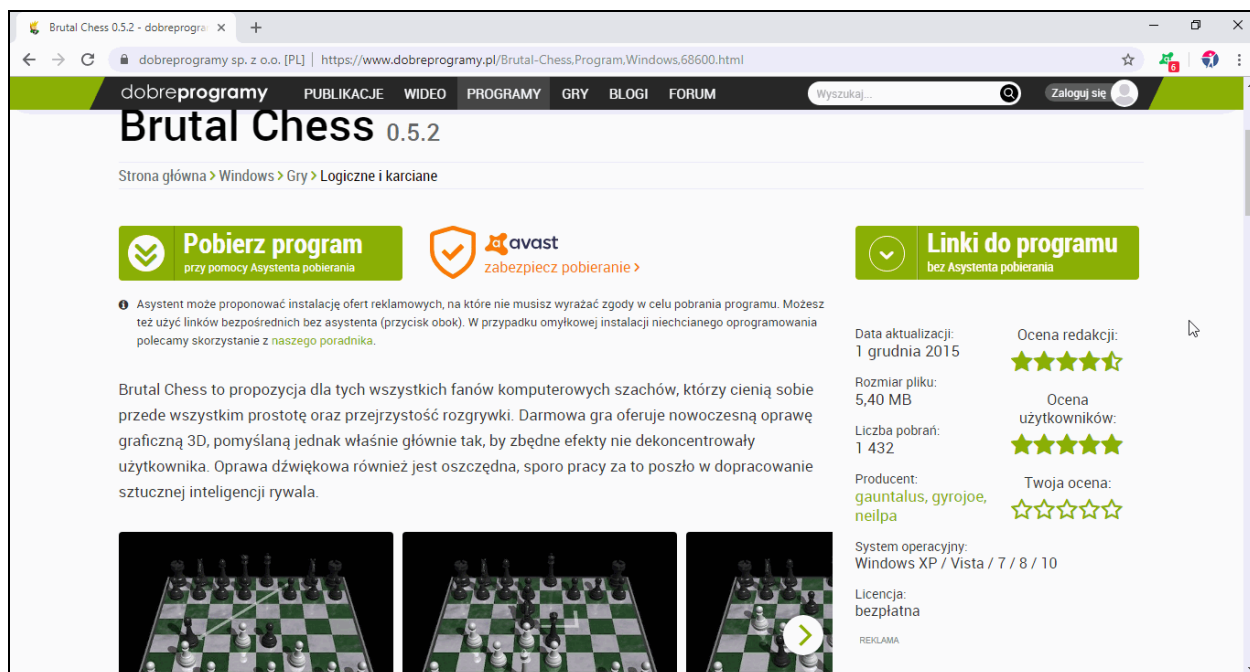 Brutal Chess 0.5.2 - dobreprogra
dobreprogramy sp. z o.o. [PL] | https://www.dobreprogramy.pl/Brutal-Chess,Program,Windows,68600.html
6
dobreprogramy PUBLIKACJE WIDEO PROGRAMY GRY BLOGI FORUM Wyszukaj... Zaloguj się
Brutal Chess 0.5.2
Strona główna > Windows > Gry > Logiczne i karciane
Pobierz program
przy pomocy Asystenta pobierania
avast
zabezpiecz pobieranie >
Linki do programu
bez Asystenta pobierania
Asystent może proponować instalację ofert reklamowych, na które nie musisz wyrażać zgody w celu pobrania programu. Możesz
też użyć linków bezpośrednich bez asystenta (przycisk obok). W przypadku omyłkowej instalacji niechcianego oprogramowania
polecamy skorzystanie z naszego poradnika.
Brutal Chess to propozycja dla tych wszystkich fanów komputerowych szachów, którzy cienią sobie
przede wszystkim prostotę oraz przejrzystość rozgrywki. Darmowa gra oferuje nowoczesną oprawę
graficzną 3D, pomyślaną jednak właśnie głównie tak, by zbędne efekty nie dekoncentrowały
użytkownika. Oprawa dźwiękowa również jest oszczędna, sporo pracy za to poszło w dopracowanie
sztucznej inteligencji rywala.
Data aktualizacji:
1 grudnia 2015
Rozmiar pliku:
5,40 MB
Liczba pobrań:
1 432
Producent:
gauntalus, gyrojoe,
neilpa
System operacyjny:
Windows XP / Vista / 7 / 8 / 10
Licencja:
bezpłatna
REKLAMA
Ocena redakcji:
Ocena
użytkowników:
Twoja ocena: